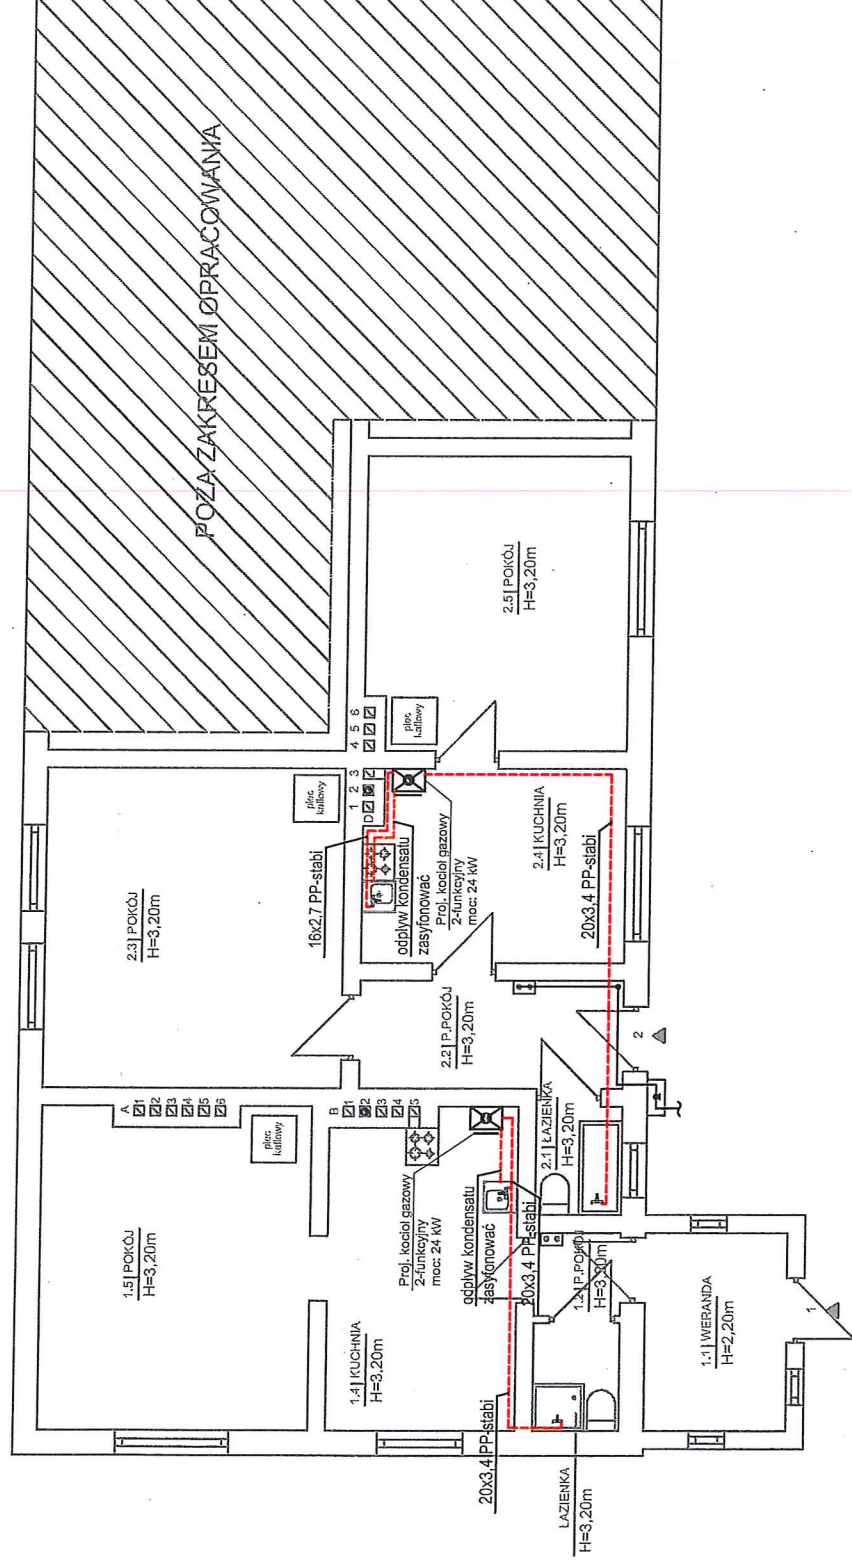 POZA ZAKRESEM OPRACOWANIA
2.3| POKÓJ
H=3,20m
piec
kaflowy
2.5| POKÓJ
H=3,20m
piec
kaflowy
1 2 3 4 5 6
D
16x2,7 PP-stabi
odpływ kondensatu
zasyfonować
Proj. kocioł gazowy
2-funkcyjny
moc: 24 kW
2.4| KUCHNIA
H=3,20m
20x3,4 PP-stabi
2.2| P.POKÓJ
H=3,20m
2
2.1| ŁAZIENKA
H=3,20m
A
1
2
3
4
5
6
B
1
2
3
4
5
1.5| POKÓJ
H=3,20m
piec
kaflowy
Proj. kocioł gazowy
2-funkcyjny
moc: 24 kW
odpływ kondensatu
zasyfonować
20x3,4 PP-stabi
1.4| KUCHNIA
H=3,20m
20x3,4 PP-stabi
1.2| P.POKÓJ
H=3,20m
ŁAZIENKA
H=3,20m
1.1| WERANDA
H=2,20m
1